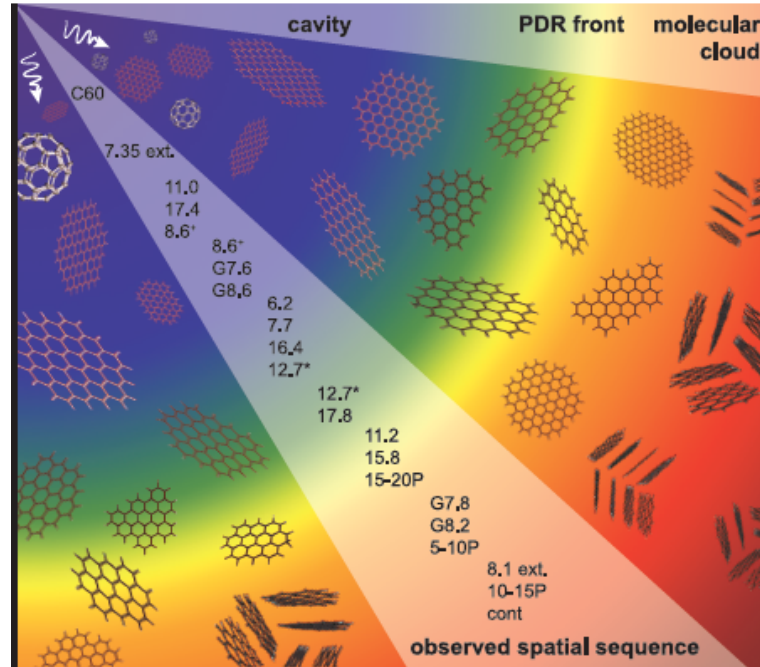 cavity
PDR front
molecular
cloud
C60
7.35 ext.
11.0
17.4
8.6⁺
8.6⁺
G7.6
G8.6
6.2
7.7
16.4
12.7*
12.7*
17.8
11.2
15.8
15-20P
G7.8
G8.2
5-10P
8.1 ext.
10-15P
cont
observed spatial sequence